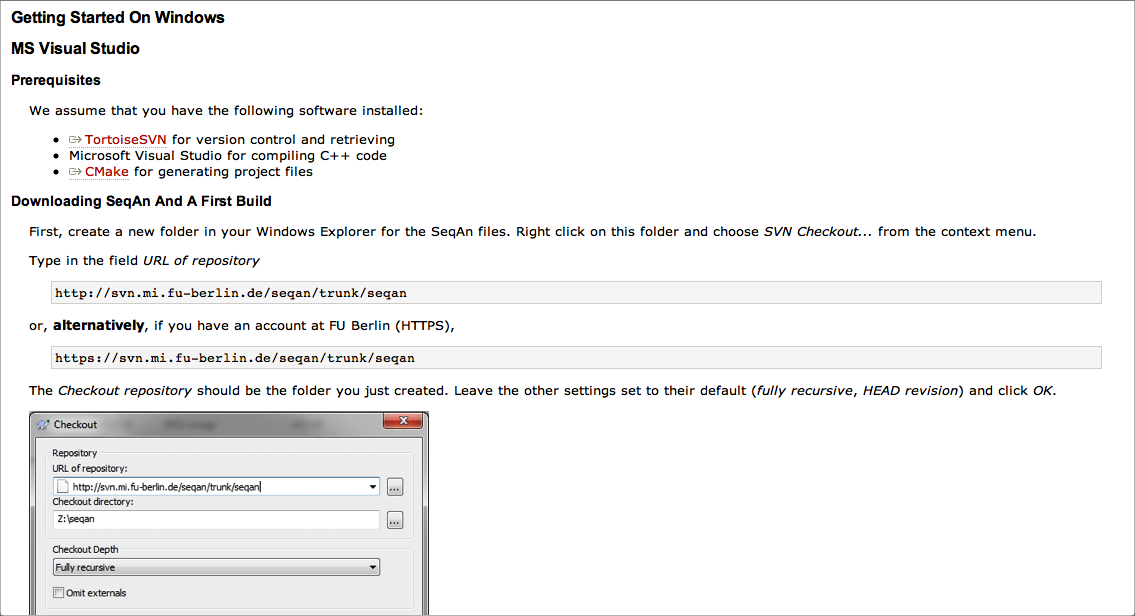 Getting Started On Windows
MS Visual Studio
Prerequisites
We assume that you have the following software installed:
TortoiseSVN for version control and retrieving
Microsoft Visual Studio for compiling C++ code
CMake for generating project files
Downloading SeqAn And A First Build
First, create a new folder in your Windows Explorer for the SeqAn files. Right click on this folder and choose SVN Checkout... from the context menu.
Type in the field URL of repository
http://svn.mi.fu-berlin.de/seqan/trunk/seqan
or, alternatively, if you have an account at FU Berlin (HTTPS),
https://svn.mi.fu-berlin.de/seqan/trunk/seqan
The Checkout repository should be the folder you just created. Leave the other settings set to their default (fully recursive, HEAD revision) and click OK.
Checkout
Repository
URL of repository:
http://svn.mi.fu-berlin.de/seqan/trunk/seqan
...
Checkout directory:
Z:\seqan
...
Checkout Depth
Fully recursive
Omit externals